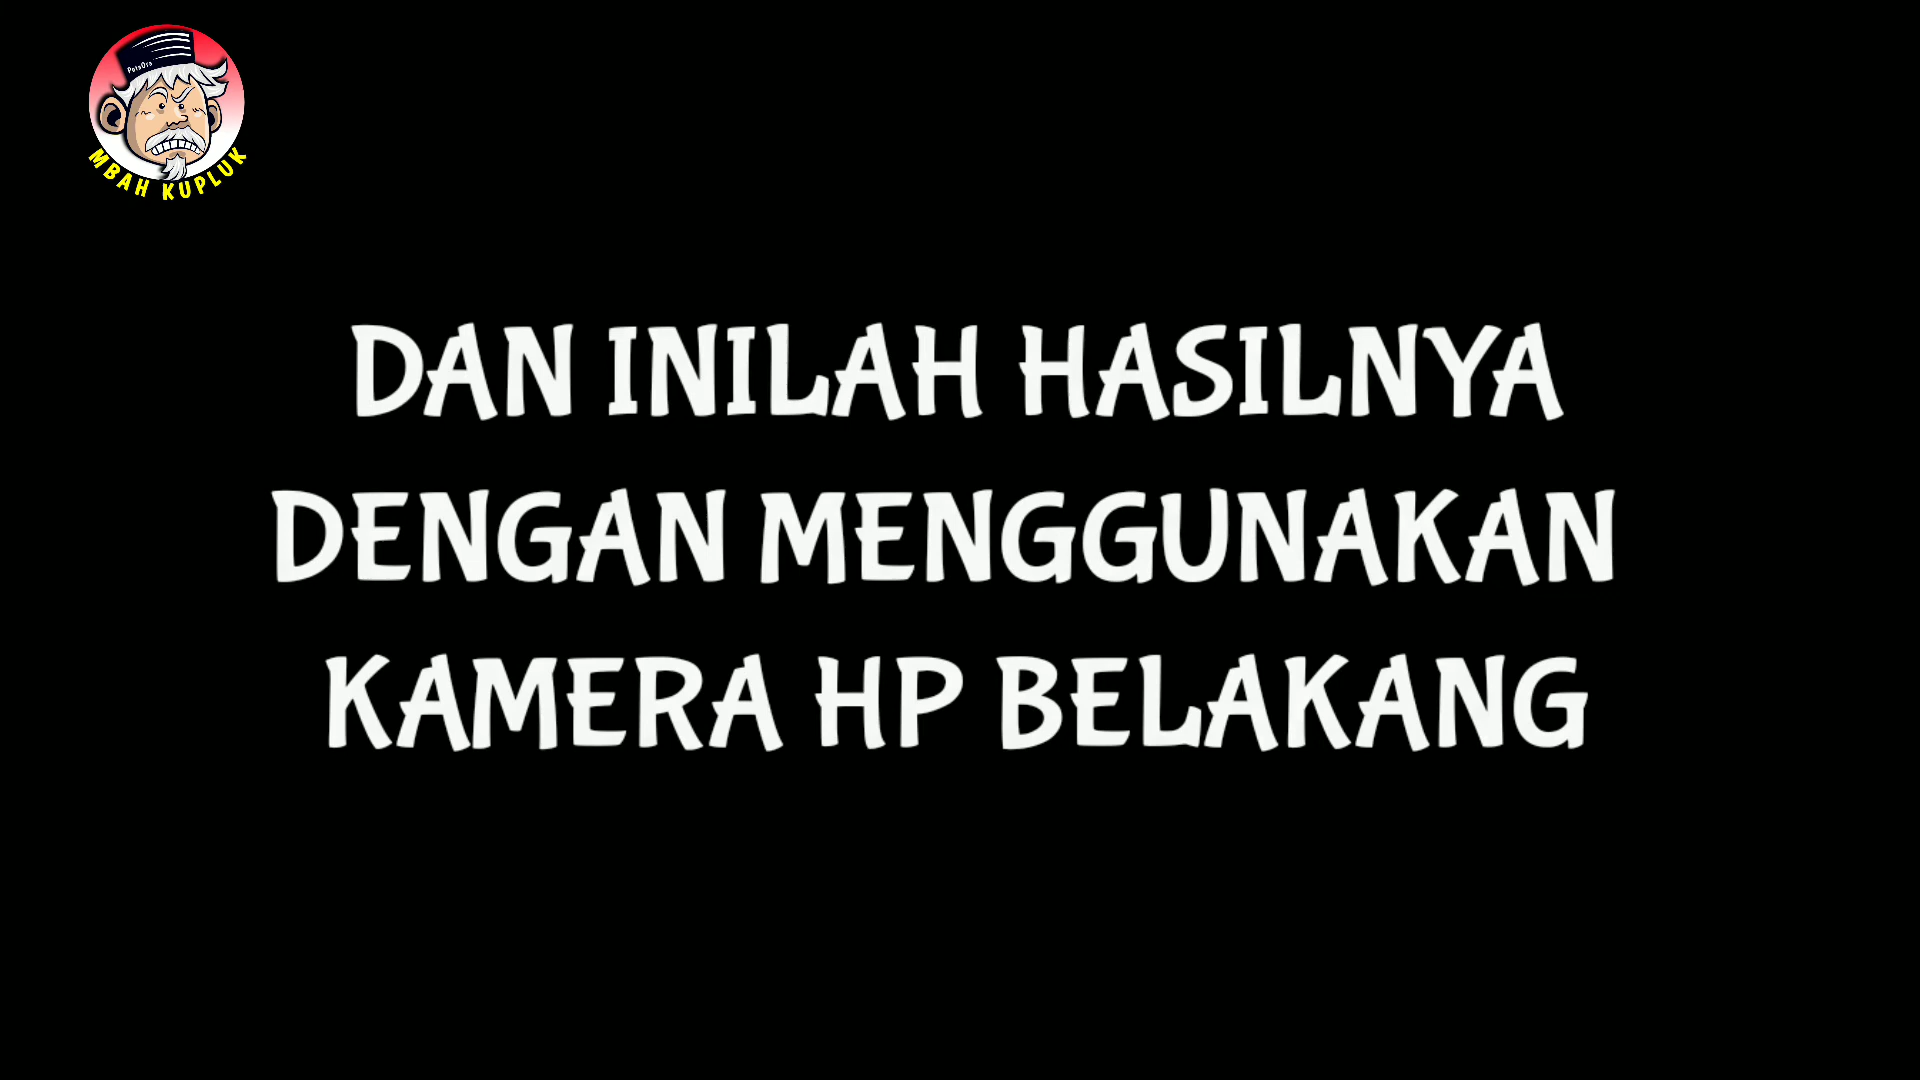 MBAH KUPLUK
DAN INILAH HASILNYA
DENGAN MENGGUNAKAN
KAMERA HP BELAKANG